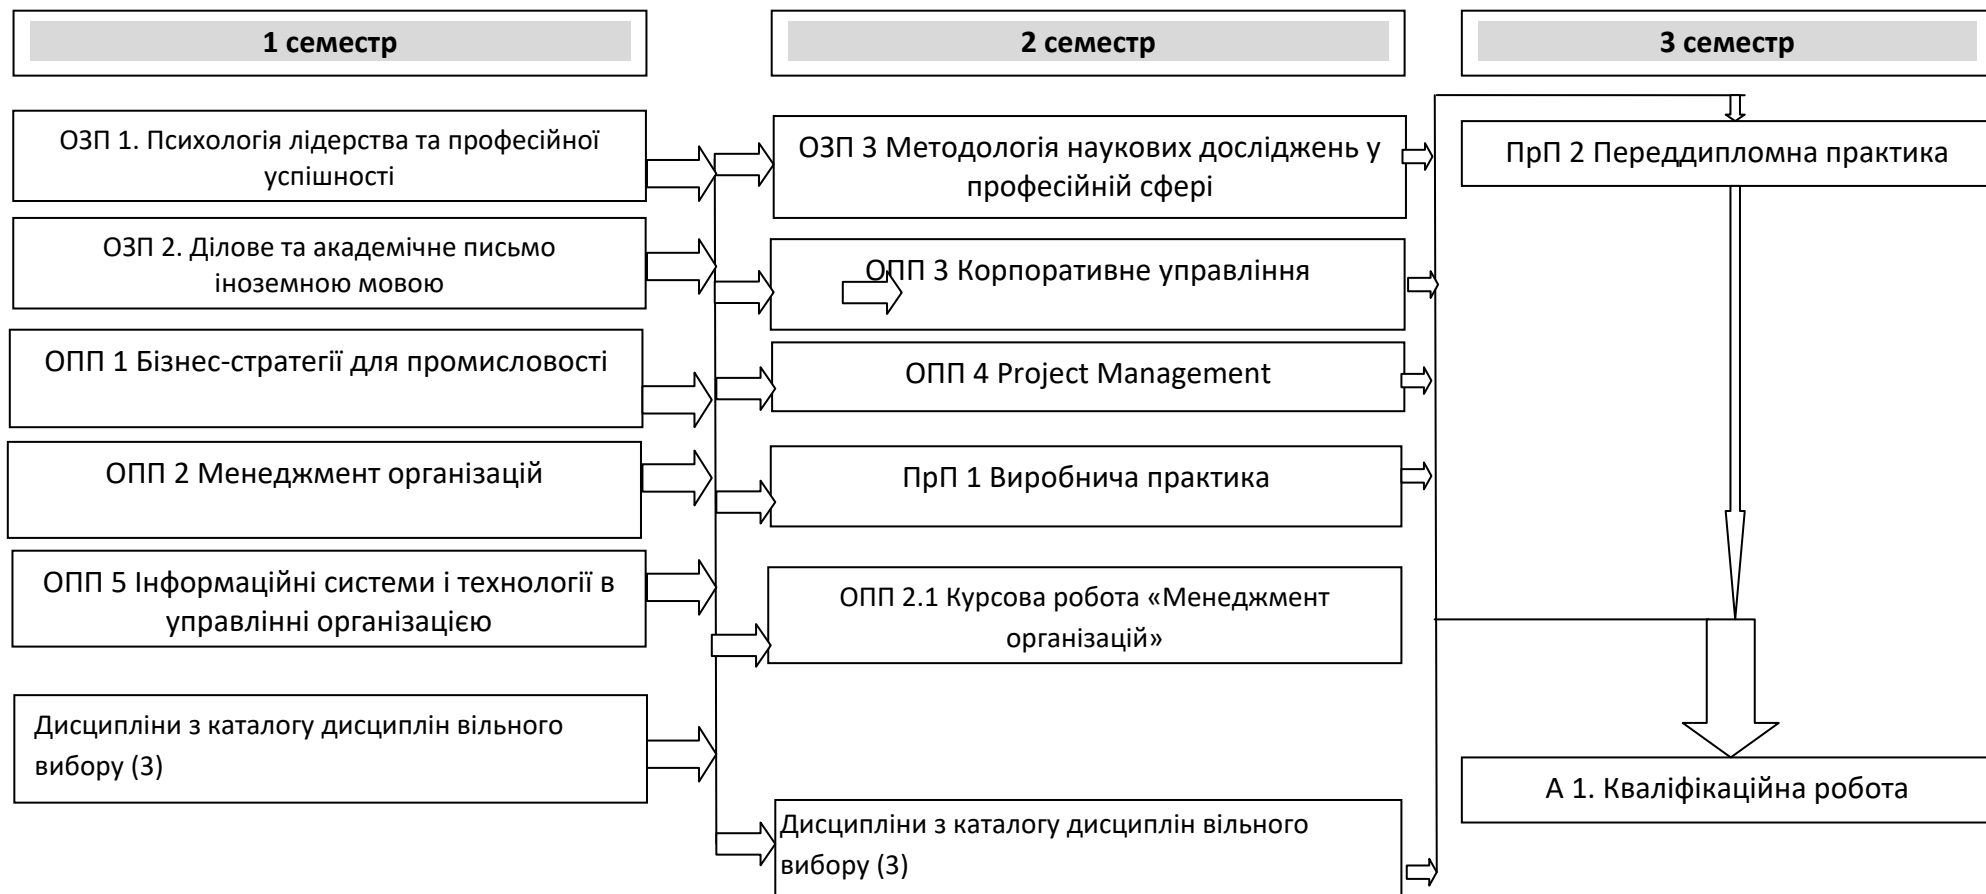 1 семестр
2 семестр
3 семестр
ОЗП 1. Психологія лідерства та професійної
успішності
ОЗП 2. Ділове та академічне письмо
іноземною мовою
ОПП 1 Бізнес-стратегії для промисловості
ОПП 2 Менеджмент організацій
ОПП 5 Інформаційні системи і технології в
управлінні організацією
Дисципліни з каталогу дисциплін вільного
вибору (3)
ОЗП 3 Методологія наукових досліджень у
професійній сфері
ОПП 3 Корпоративне управління
ОПП 4 Project Management
ПрП 1 Виробнича практика
ОПП 2.1 Курсова робота «Менеджмент
організацій»
Дисципліни з каталогу дисциплін вільного
вибору (3)
ПрП 2 Переддипломна практика
А 1. Кваліфікаційна робота